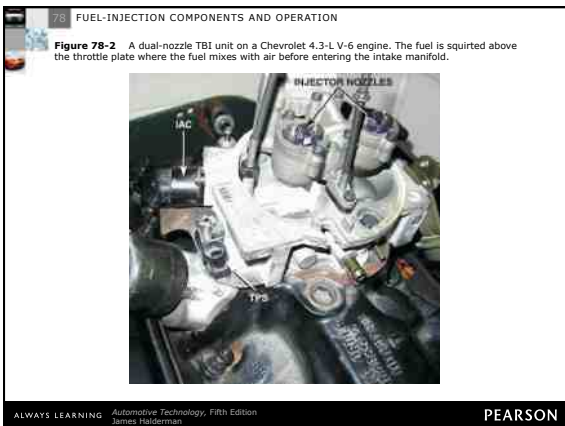 78 FUEL-INJECTION COMPONENTS AND OPERATION
Figure 78-2 A dual-nozzle TBI unit on a Chevrolet 4.3-L V-6 engine. The fuel is squirted above
the throttle plate where the fuel mixes with air before entering the intake manifold.
INJECTOR NOZZLES
IAC
TPS
ALWAYS LEARNING
Automotive Technology, Fifth Edition
James Halderman
PEARSON